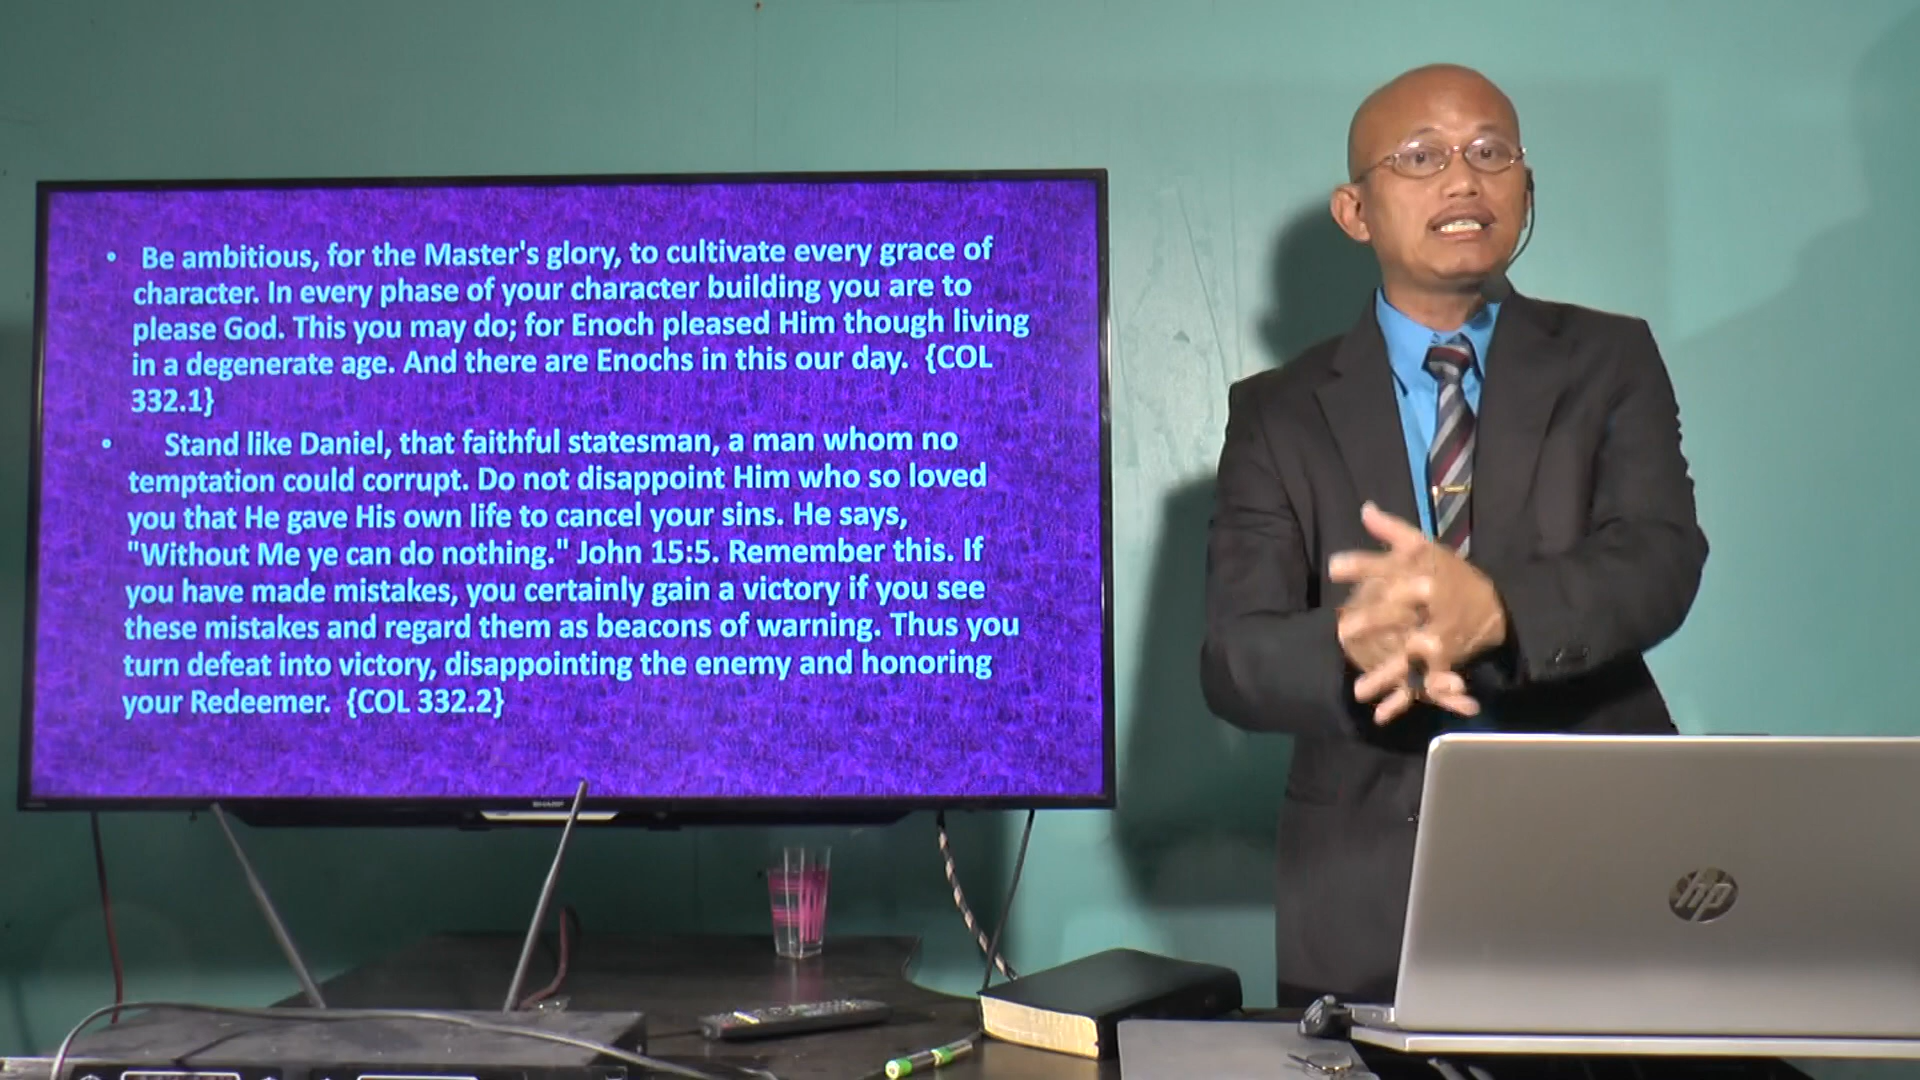 • Be ambitious, for the Master's glory, to cultivate every grace of
character. In every phase of your character building you are to
please God. This you may do; for Enoch pleased Him though living
in a degenerate age. And there are Enochs in this our day. {COL
332.1}
• Stand like Daniel, that faithful statesman, a man whom no
temptation could corrupt. Do not disappoint Him who so loved
you that He gave His own life to cancel your sins. He says,
"Without Me ye can do nothing." John 15:5. Remember this. If
you have made mistakes, you certainly gain a victory if you see
these mistakes and regard them as beacons of warning. Thus you
turn defeat into victory, disappointing the enemy and honoring
your Redeemer. {COL 332.2}
SHARP
hp